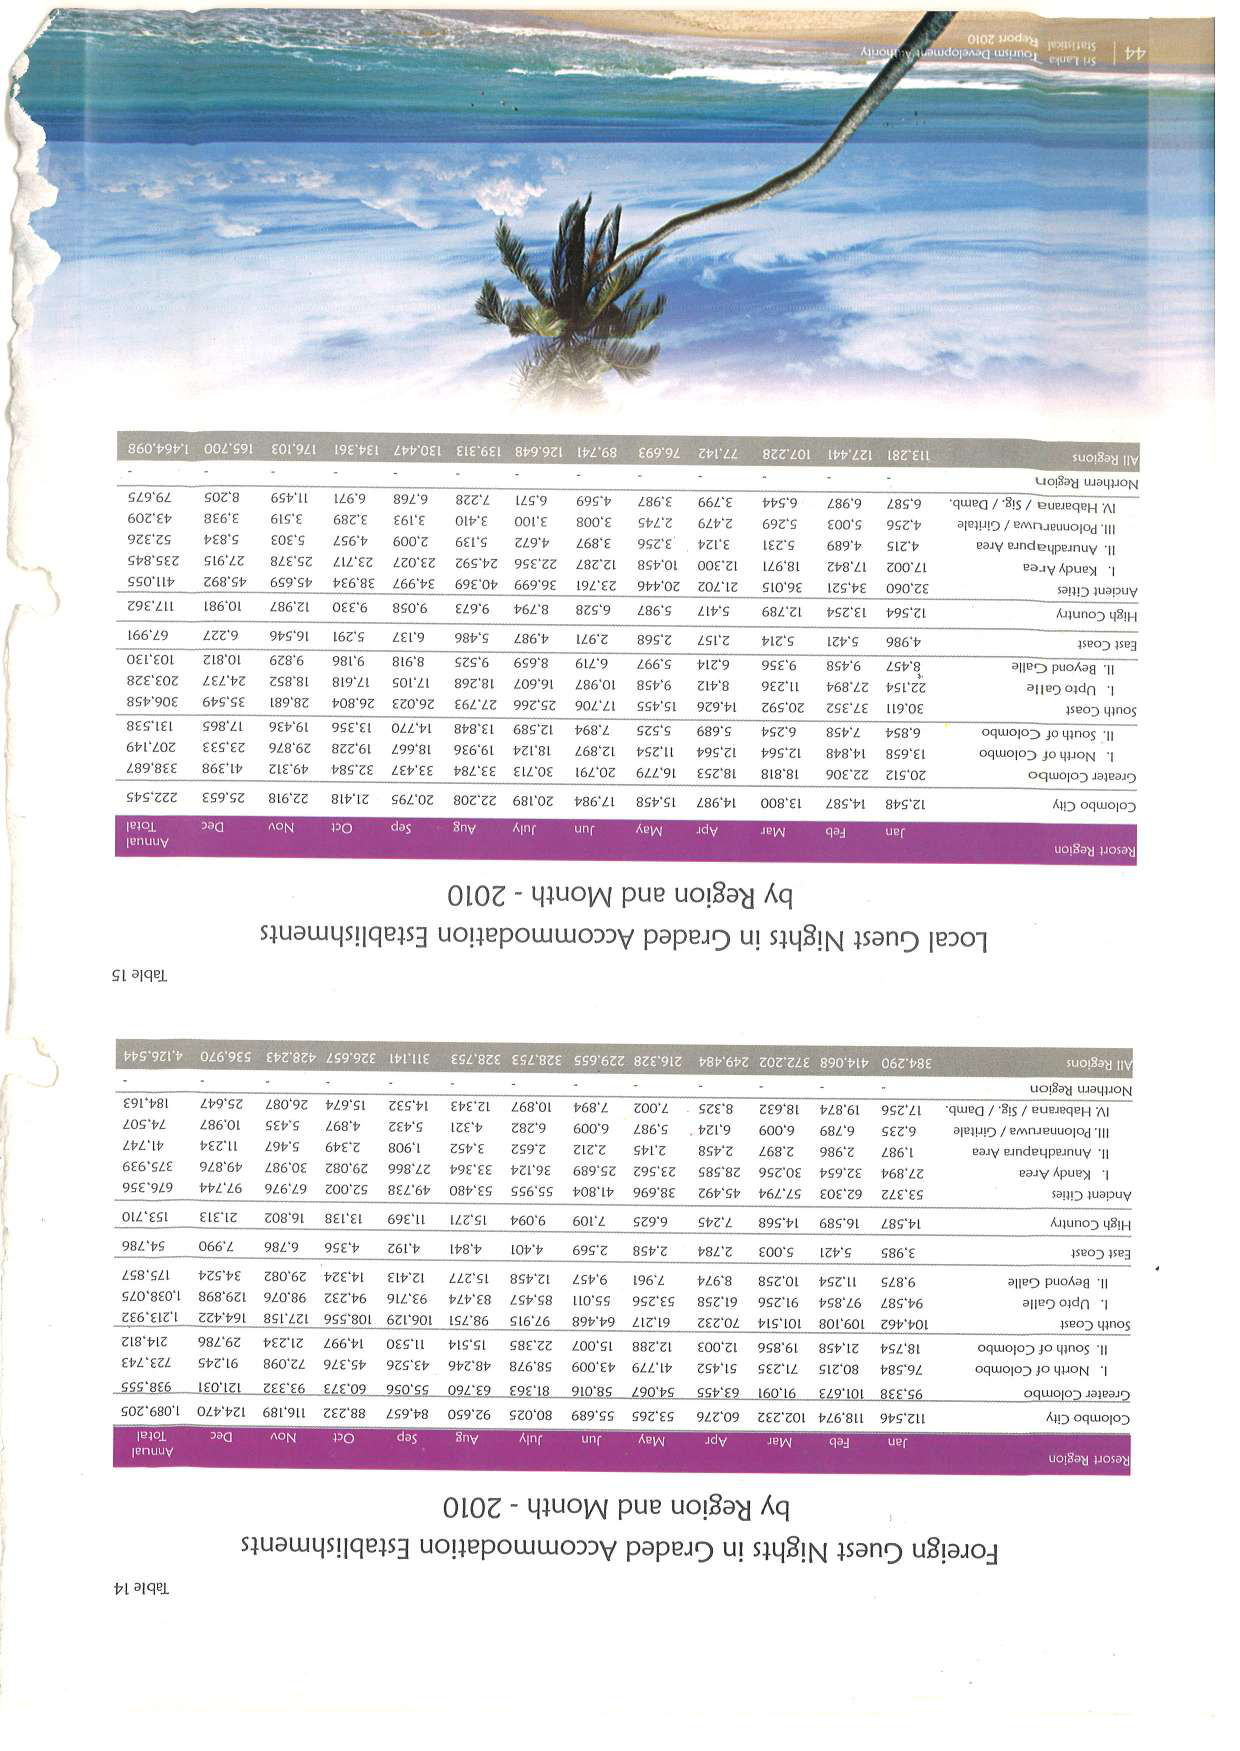 Table 14
Foreign Guest Nights in Graded Accommodation Establishments
by Region and Month - 2010
Resort Region Jan Feb Mar Apr May Jun July Aug Sep Oct Nov Dec Annual Total
Colombo City 112,546 118,974 102,232 60,276 53,265 55,689 80,025 92,650 84,657 88,232 116,189 124,470 1,089,205
Greater Colombo 95,338 101,673 91,091 63,455 54,067 58,016 81,363 63,760 55,056 60,373 93,332 121,031 938,555
I. North of Colombo 76,584 80,215 71,235 51,452 41,779 43,009 58,978 48,246 43,526 45,376 72,098 91,245 723,743
II. South of Colombo 18,754 21,458 19,856 12,003 12,288 15,007 22,385 15,514 11,530 14,997 21,234 29,786 214,812
South Coast 104,462 109,108 101,514 70,232 61,217 64,468 97,915 98,751 106,129 108,556 127,158 164,422 1,213,932
I. Upto Galle 94,587 97,854 91,256 61,258 53,256 55,011 85,457 83,474 93,716 94,232 98,076 129,898 1,038,075
II. Beyond Galle 9,875 11,254 10,258 8,974 7,961 9,457 12,458 15,277 12,413 14,324 29,082 34,524 175,857
East Coast 3,985 5,421 5,003 2,784 2,458 2,569 4,401 4,841 4,192 4,356 6,786 7,990 54,786
High Country 14,587 16,589 14,568 7,245 6,625 7,109 9,094 15,271 11,369 13,138 16,802 21,313 153,710
Ancient Cities 53,372 62,303 57,794 45,492 38,696 41,804 55,955 53,480 49,738 52,002 67,976 97,744 676,356
I. Kandy Area 27,894 32,654 30,256 28,585 23,562 25,689 36,124 33,364 27,866 29,082 30,987 49,876 375,939
II. Anuradhapura Area 1,987 2,986 2,897 2,458 2,145 2,212 2,652 3,452 1,908 2,349 5,467 11,234 41,747
III. Polonnaruwa / Giritale 6,235 6,789 6,009 6,124 5,987 6,009 6,282 4,321 5,432 4,897 5,435 10,987 74,507
IV. Habarana / Sig. / Damb. 17,256 19,874 18,632 8,325 7,002 7,894 10,897 12,343 14,532 15,674 26,087 25,647 184,163
Northern Region - - - - - - - - - - - - -
All Regions 384,290 414,068 372,202 249,484 216,328 229,655 328,753 328,753 311,141 326,657 428,243 536,970 4,126,544
Table 15
Local Guest Nights in Graded Accommodation Establishments
by Region and Month - 2010
Resort Region Jan Feb Mar Apr May Jun July Aug Sep Oct Nov Dec Annual Total
Colombo City 12,548 14,587 13,800 14,987 15,458 17,984 20,189 22,208 20,795 21,418 22,918 25,653 222,545
Greater Colombo 20,512 22,306 18,818 18,253 16,779 20,791 30,713 33,784 33,437 32,584 49,312 41,398 338,687
I. North of Colombo 13,658 14,848 12,564 12,564 11,254 12,897 18,124 19,936 18,667 19,228 29,876 23,533 207,149
II. South of Colombo 6,854 7,458 6,254 5,689 5,525 7,894 12,589 13,848 14,770 13,356 19,436 17,865 131,538
South Coast 30,611 37,352 20,592 14,626 15,455 17,706 25,266 27,793 26,023 26,804 28,681 35,549 306,458
I. Upto Galle 22,154 27,894 11,236 8,412 9,458 10,987 16,607 18,268 17,105 17,618 18,852 24,737 203,328
II. Beyond Galle 8,457 9,458 9,356 6,214 5,997 6,719 8,659 9,525 8,918 9,186 9,829 10,812 103,130
East Coast 4,986 5,421 5,214 2,157 2,568 2,971 4,987 5,486 6,137 5,291 16,546 6,227 67,991
High Country 12,564 13,254 12,789 5,417 5,987 6,528 8,794 9,673 9,058 9,330 12,987 10,981 117,362
Ancient Cities 32,060 34,521 36,015 21,702 20,446 23,761 36,699 40,369 34,997 38,934 45,659 45,892 411,055
I. Kandy Area 17,002 17,842 18,971 12,300 10,458 12,287 22,356 24,592 23,027 23,717 25,378 27,915 235,845
II. Anuradhapura Area 4,215 4,689 5,231 3,124 3,256 3,897 4,672 5,139 2,009 4,957 5,303 5,834 52,326
III. Polonnaruwa / Giritale 4,256 5,003 5,269 2,479 2,745 3,008 3,100 3,410 3,193 3,289 3,519 3,938 43,209
IV. Habarana / Sig. / Damb. 6,587 6,987 6,544 3,799 3,987 4,569 6,571 7,228 6,768 6,971 11,459 8,205 79,675
Northern Region - - - - - - - - - - - - -
All Regions 113,281 127,441 107,228 77,142 76,693 89,741 126,648 139,313 130,447 134,361 176,103 165,700 1,464,098
44 | Sri Lanka Tourism Development Authority
Statistical Report 2010